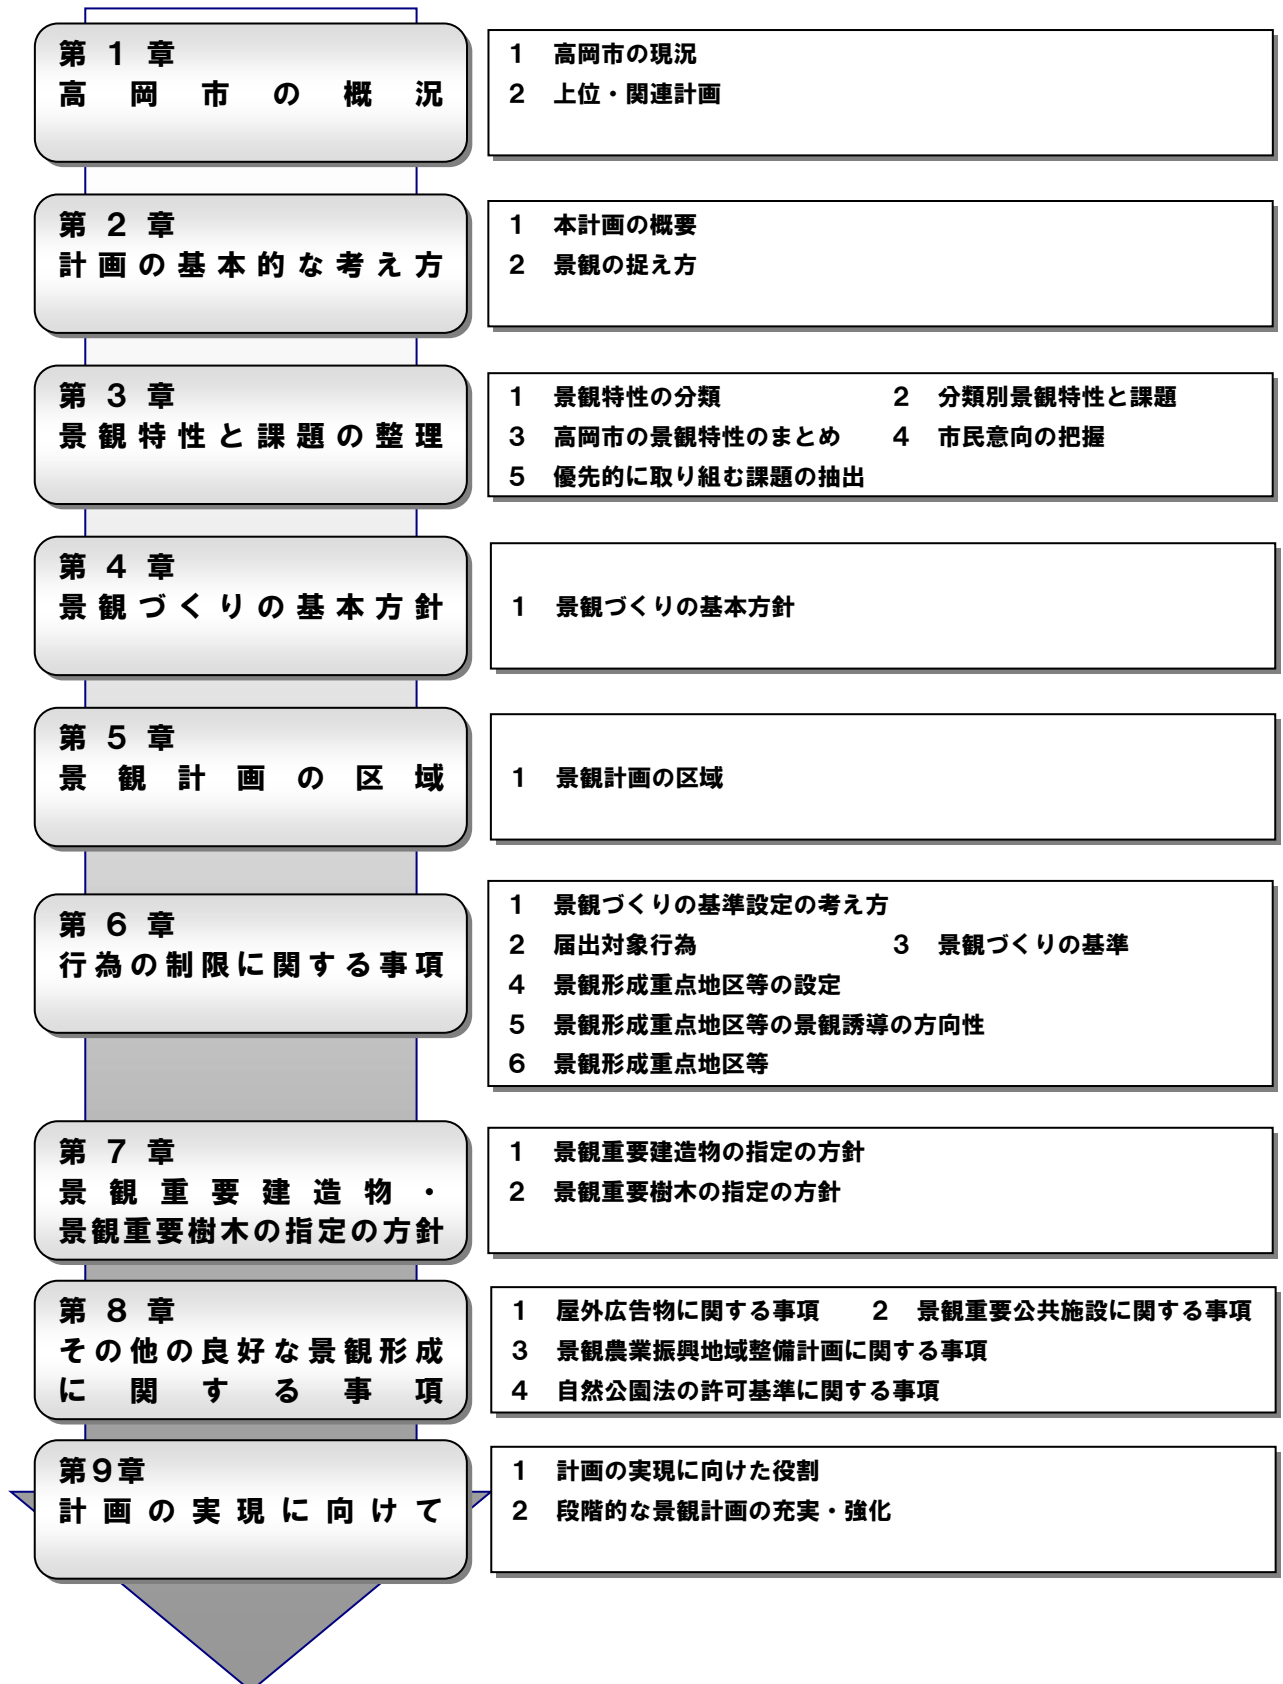 第 1 章
高岡市の概況
1 高岡市の現況
2 上位・関連計画
第 2 章
計画の基本的な考え方
1 本計画の概要
2 景観の捉え方
第 3 章
景観特性と課題の整理
1 景観特性の分類 2 分類別景観特性と課題
3 高岡市の景観特性のまとめ 4 市民意向の把握
5 優先的に取り組む課題の抽出
第 4 章
景観づくりの基本方針
1 景観づくりの基本方針
第 5 章
景観計画の区域
1 景観計画の区域
第 6 章
行為の制限に関する事項
1 景観づくりの基準設定の考え方
2 届出対象行為 3 景観づくりの基準
4 景観形成重点地区等の設定
5 景観形成重点地区等の景観誘導の方向性
6 景観形成重点地区等
第 7 章
景観重要建造物・
景観重要樹木の指定の方針
1 景観重要建造物の指定の方針
2 景観重要樹木の指定の方針
第 8 章
その他の良好な景観形成
に関する事項
1 屋外広告物に関する事項 2 景観重要公共施設に関する事項
3 景観農業振興地域整備計画に関する事項
4 自然公園法の許可基準に関する事項
第9章
計画の実現に向けて
1 計画の実現に向けた役割
2 段階的な景観計画の充実・強化